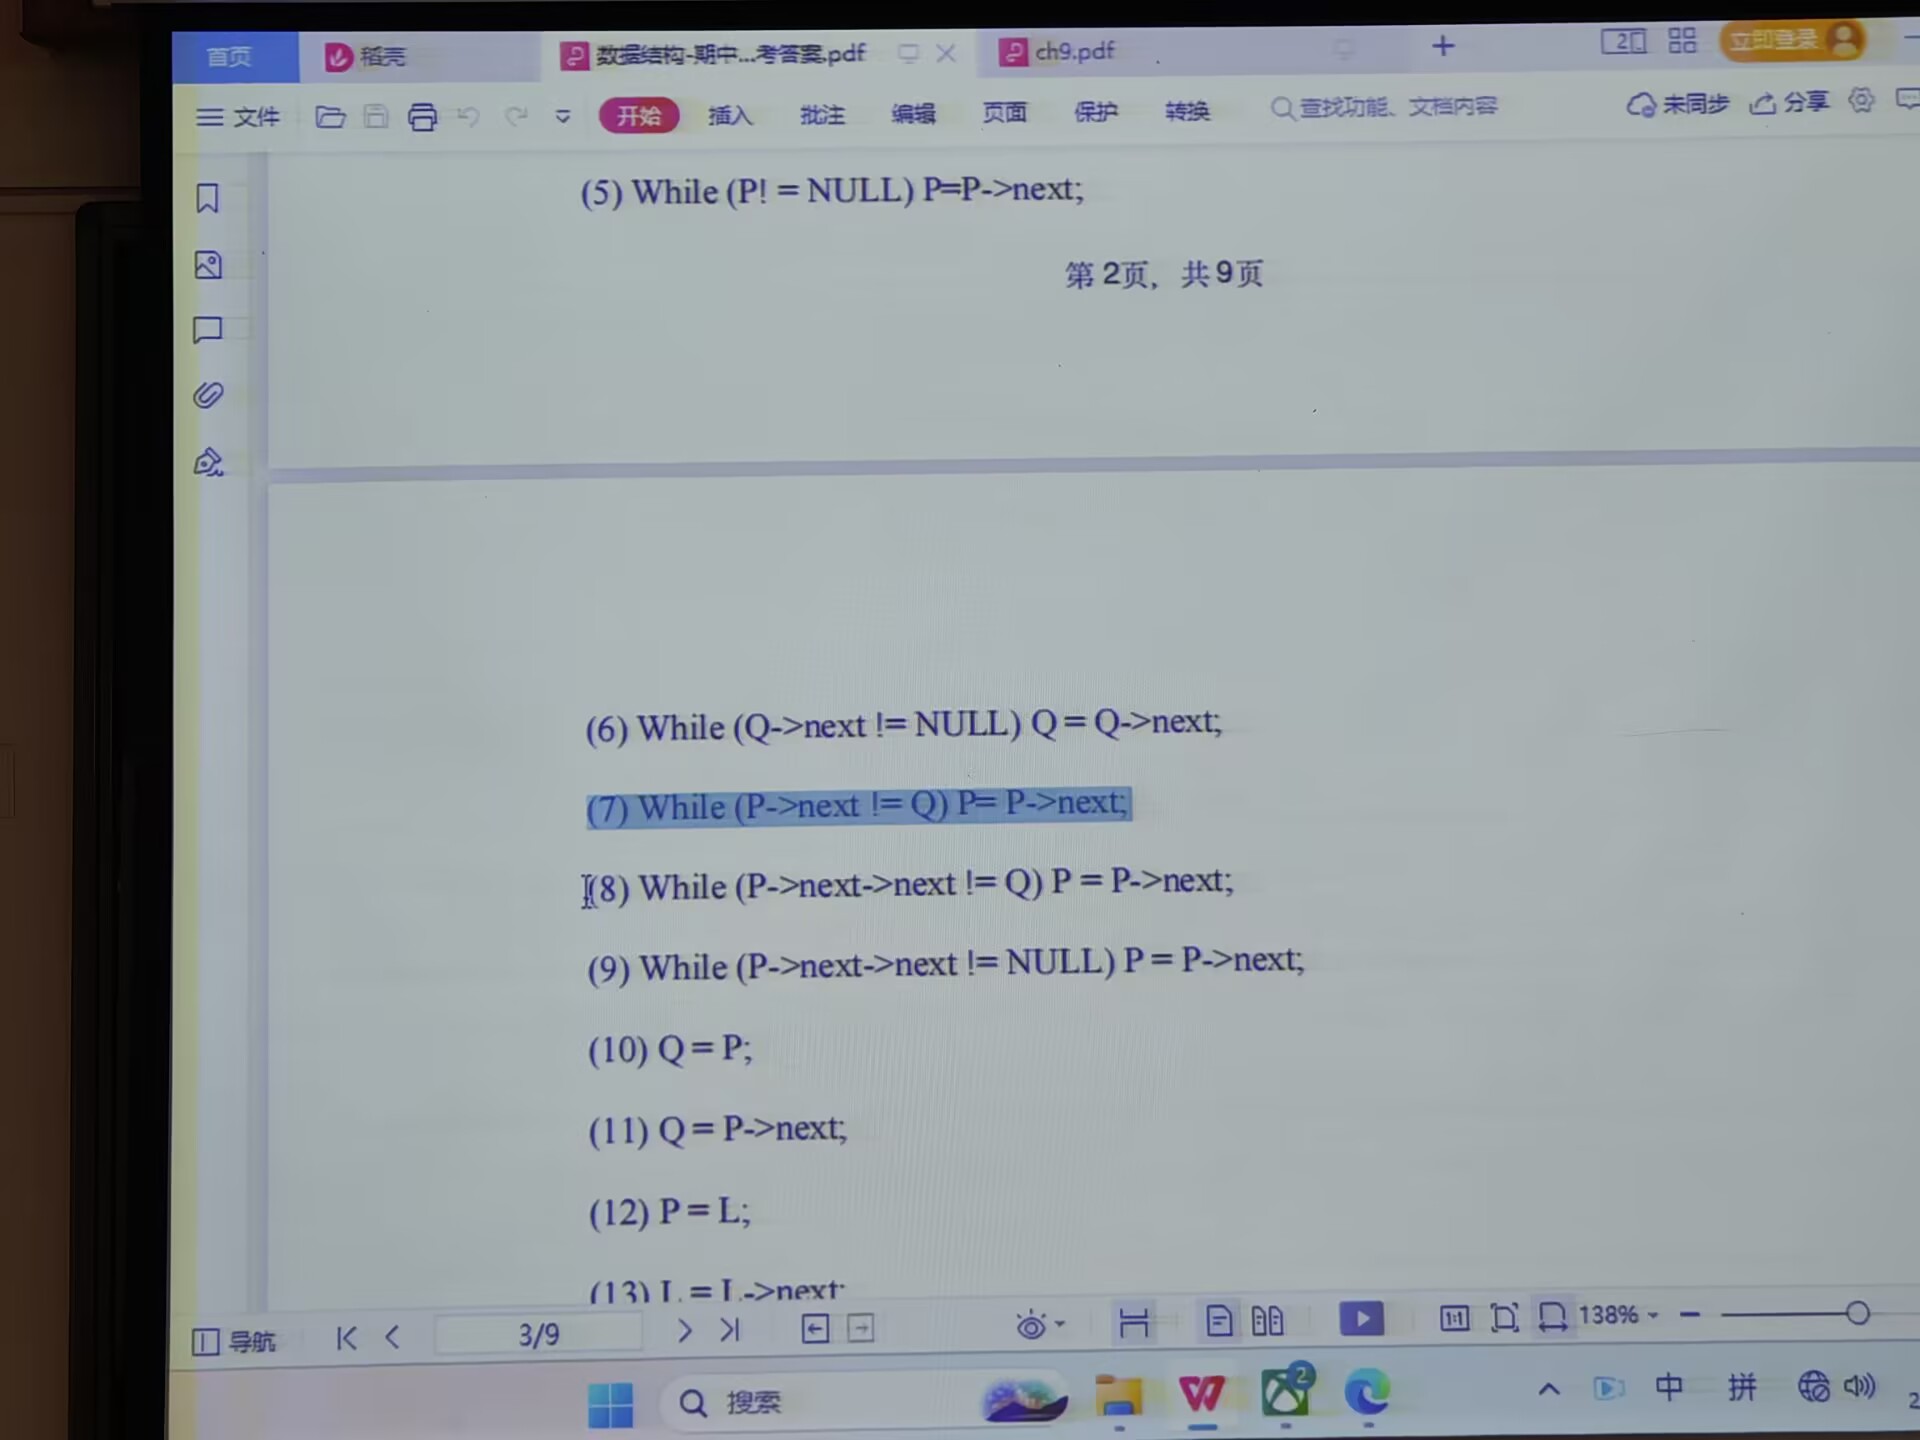 首页 稻壳 数据结构-期中...考答案.pdf ch9.pdf + 立即登录
文件 开始 插入 批注 编辑 页面 保护 转换 查找功能、文档内容 未同步 分享
(5) While (P! = NULL) P=P->next;
第 2页，共9页
(6) While (Q->next != NULL) Q = Q->next;
(7) While (P->next != Q) P= P->next;
(8) While (P->next->next != Q) P = P->next;
(9) While (P->next->next != NULL) P = P->next;
(10) Q = P;
(11) Q = P->next;
(12) P = L;
(13) L = L->next;
导航 3/9 1:1 138%
搜索 2 中 拼